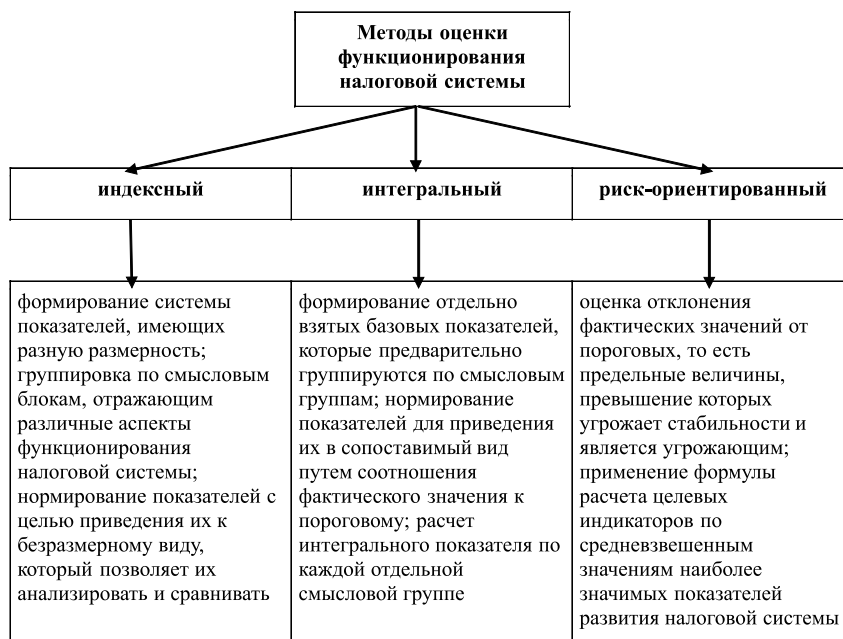 Методы оценки
функционирования
налоговой системы
индексный
интегральный
риск-ориентированный
формирование системы
показателей, имеющих
разную размерность;
группировка по смысловым
блокам, отражающим
различные аспекты
функционирования
налоговой системы;
нормирование показателей с
целью приведения их к
безразмерному виду,
который позволяет их
анализировать и сравнивать
формирование отдельно
взятых базовых показателей,
которые предварительно
группируются по смысловым
группам; нормирование
показателей для приведения
их в сопоставимый вид
путем соотношения
фактического значения к
пороговому; расчет
интегрального показателя по
каждой отдельной
смысловой группе
оценка отклонения
фактических значений от
пороговых, то есть
предельные величины,
превышение которых
угрожает стабильности и
является угрожающим;
применение формулы
расчета целевых
индикаторов по
средневзвешенным
значениям наиболее
значимых показателей
развития налоговой системы